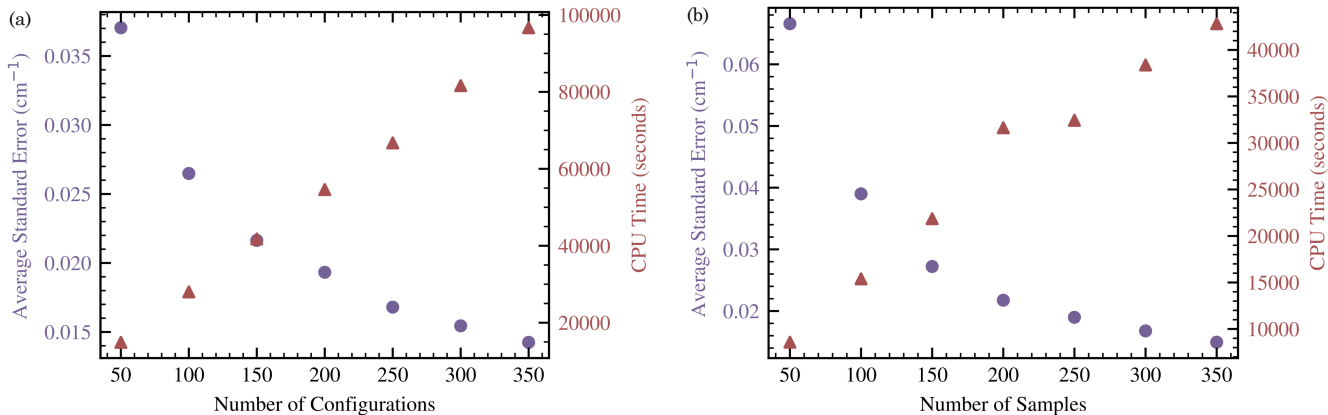 (a)
Average Standard Error (cm⁻¹)
0.035
0.030
0.025
0.020
0.015
100000
80000
60000
40000
20000
CPU Time (seconds)
50 100 150 200 250 300 350
Number of Configurations
(b)
Average Standard Error (cm⁻¹)
0.06
0.05
0.04
0.03
0.02
40000
35000
30000
25000
20000
15000
10000
CPU Time (seconds)
50 100 150 200 250 300 350
Number of Samples